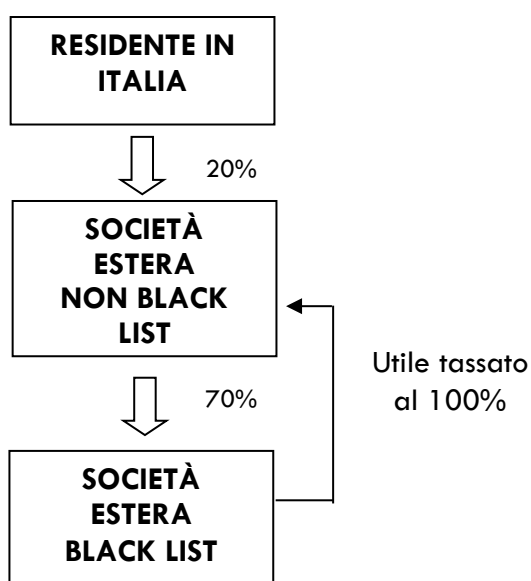 RESIDENTE IN
ITALIA
20%
SOCIETÀ
ESTERA
NON BLACK
LIST
Utile tassato
al 100%
70%
SOCIETÀ
ESTERA
BLACK LIST